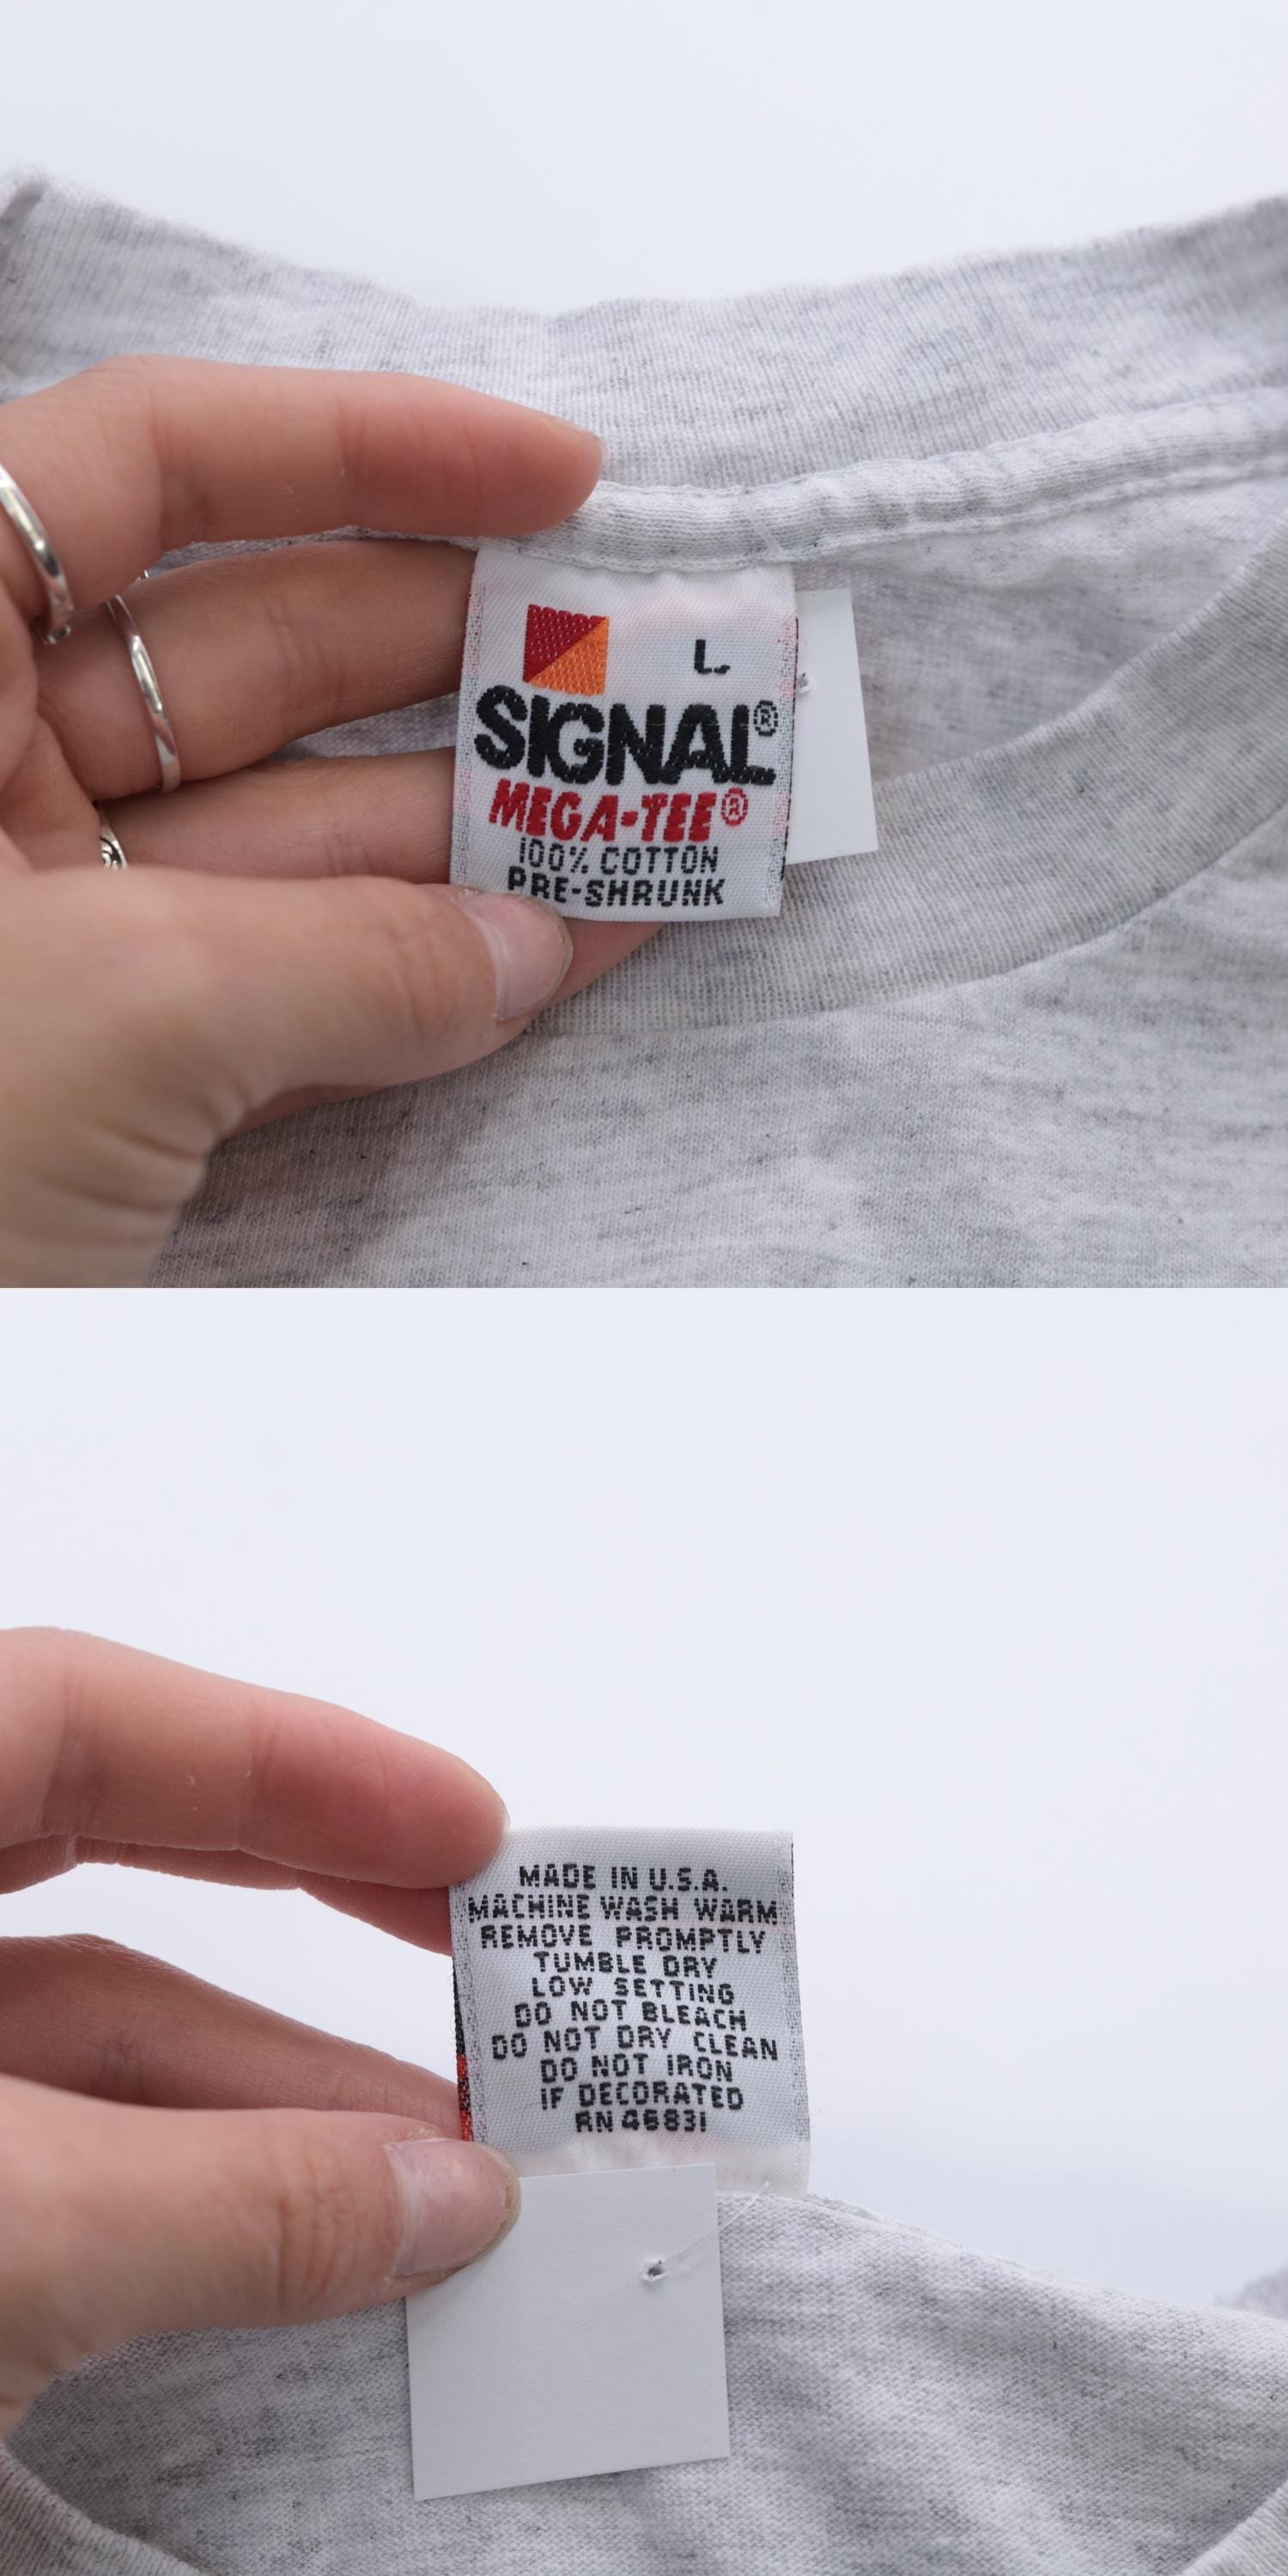 L
SIGNAL®
MEGA-TEE®
100% COTTON
PRE-SHRUNK
MADE IN U.S.A.
MACHINE WASH WARM
REMOVE PROMPTLY
TUMBLE DRY
LOW SETTING
DO NOT BLEACH
DO NOT DRY CLEAN
DO NOT IRON
IF DECORATED
RN 46831